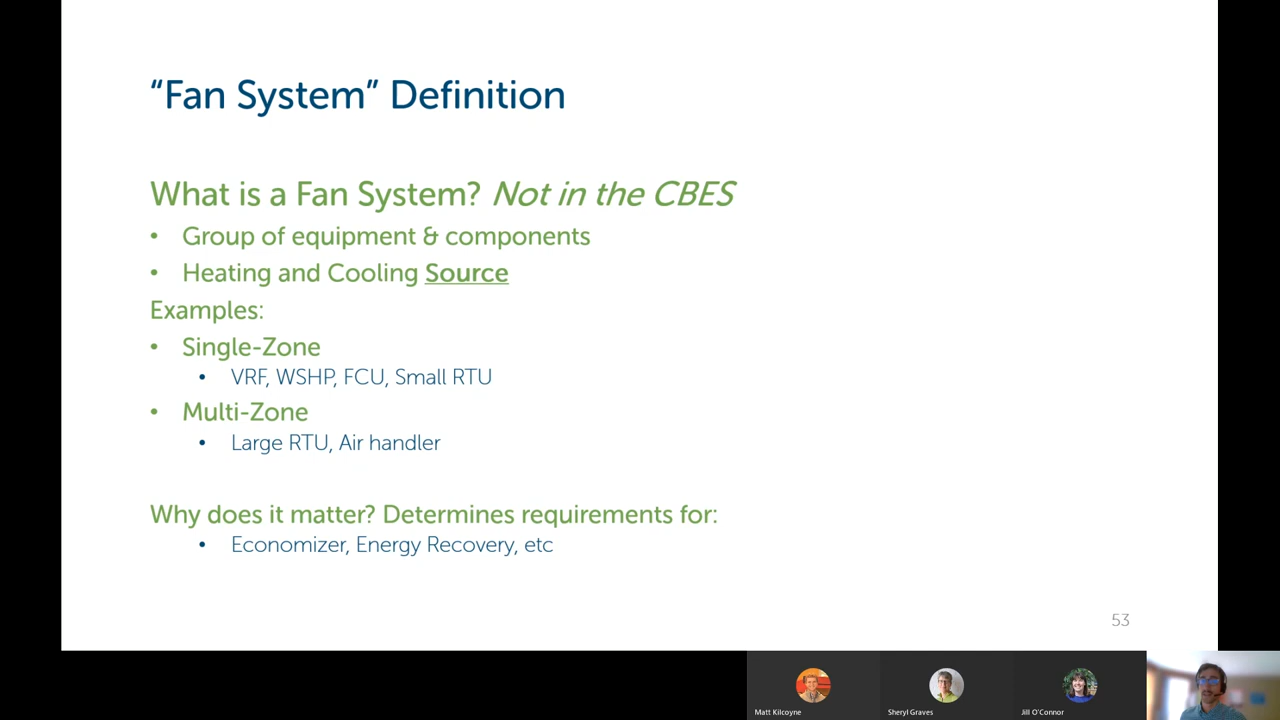 “Fan System” Definition
What is a Fan System? Not in the CBES
• Group of equipment & components
• Heating and Cooling Source
Examples:
• Single-Zone
• VRF, WSHP, FCU, Small RTU
• Multi-Zone
• Large RTU, Air handler
Why does it matter? Determines requirements for:
• Economizer, Energy Recovery, etc
53
Matt Kilcoyne
Sheryl Graves
Jill O'Connor